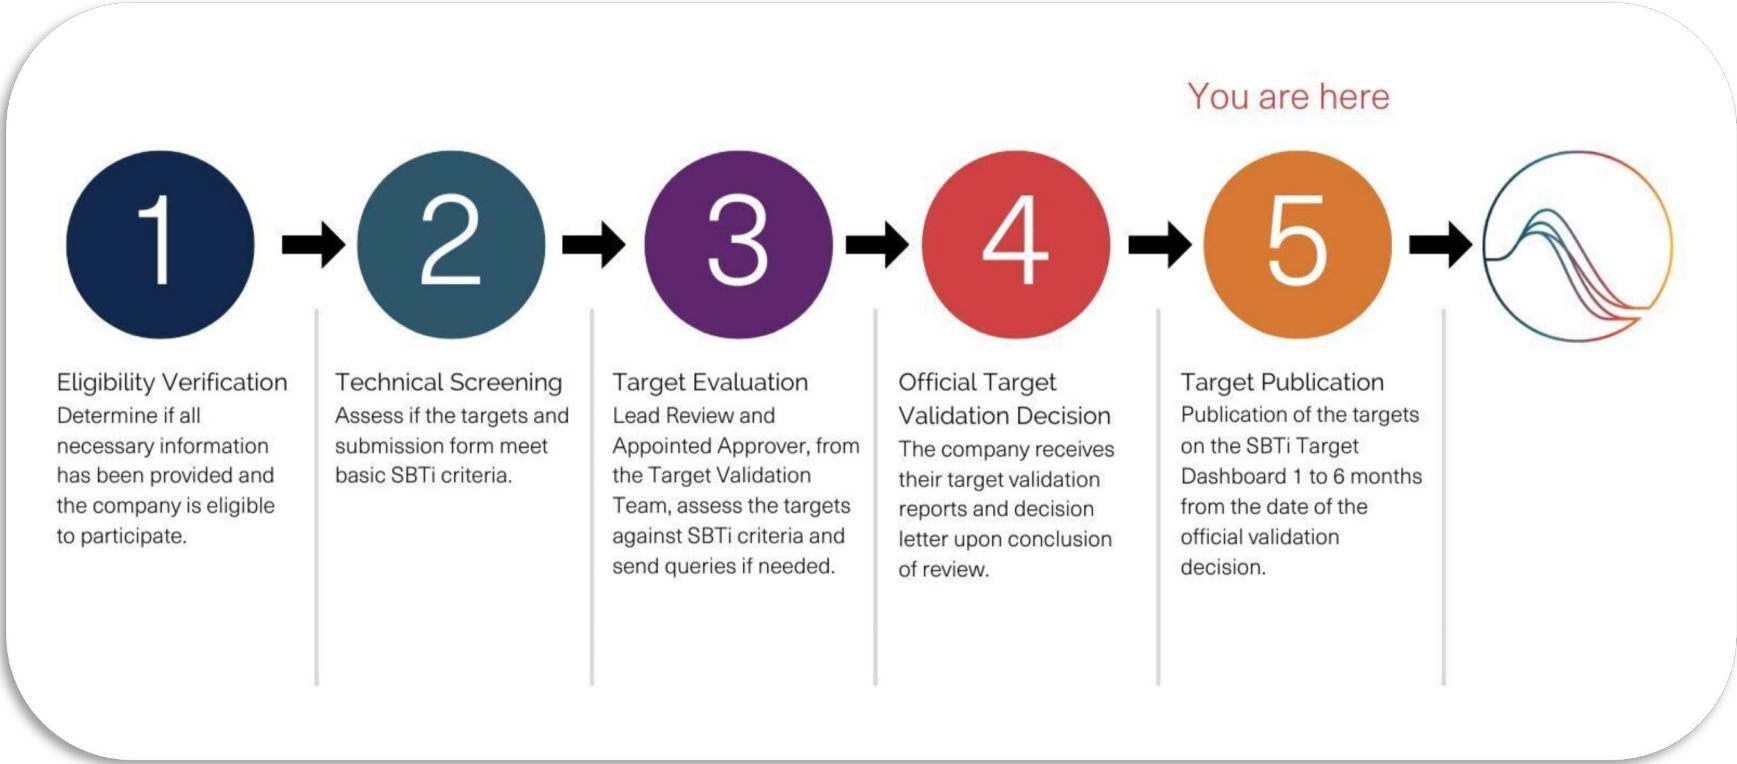 You are here
1
2
3
4
5
Eligibility Verification
Determine if all
necessary information
has been provided and
the company is eligible
to participate.
Technical Screening
Assess if the targets and
submission form meet
basic SBTi criteria.
Target Evaluation
Lead Review and
Appointed Approver, from
the Target Validation
Team, assess the targets
against SBTi criteria and
send queries if needed.
Official Target
Validation Decision
The company receives
their target validation
reports and decision
letter upon conclusion
of review.
Target Publication
Publication of the targets
on the SBTi Target
Dashboard 1 to 6 months
from the date of the
official validation
decision.